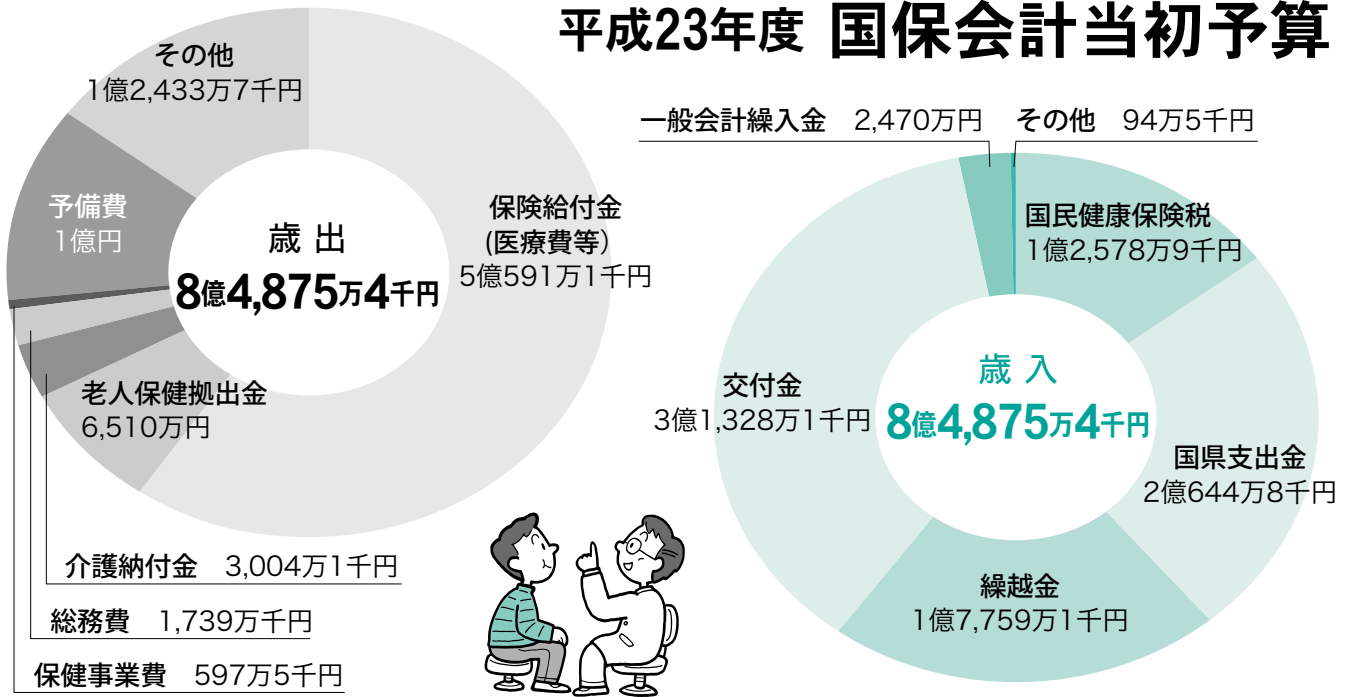 平成23年度 国保会計当初予算
歳出
8億4,875万4千円
保険給付金
(医療費等)
5億591万1千円
老人保健拠出金
6,510万円
介護納付金 3,004万1千円
総務費 1,739万千円
保健事業費 597万5千円
予備費
1億円
その他
1億2,433万7千円
歳入
8億4,875万4千円
国民健康保険税
1億2,578万9千円
国県支出金
2億644万8千円
繰越金
1億7,759万1千円
交付金
3億1,328万1千円
一般会計繰入金 2,470万円
その他 94万5千円